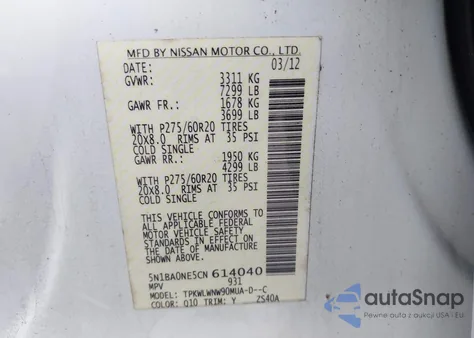 MFD BY NISSAN MOTOR CO., LTD.
DATE: 03/12
GVWR: 3311 KG
7299 LB
GAWR FR.: 1678 KG
3699 LB
WITH P275/60R20 TIRES
20X8.0 RIMS AT 35 PSI
COLD SINGLE
GAWR RR.: 1950 KG
4299 LB
WITH P275/60R20 TIRES
20X8.0 RIMS AT 35 PSI
COLD SINGLE
THIS VEHICLE CONFORMS TO
ALL APPLICABLE FEDERAL
MOTOR VEHICLE SAFETY
STANDARDS IN EFFECT ON THE
DATE OF MANUFACTURE
SHOWN ABOVE.
5N1BA0NE5CN 614040
MPV 931
MODEL: TPKWLWNW90MUA-D--C
COLOR: Q10 TRIM: Y ZS40A
autoSnap
Pewne auta z USA i Kanady